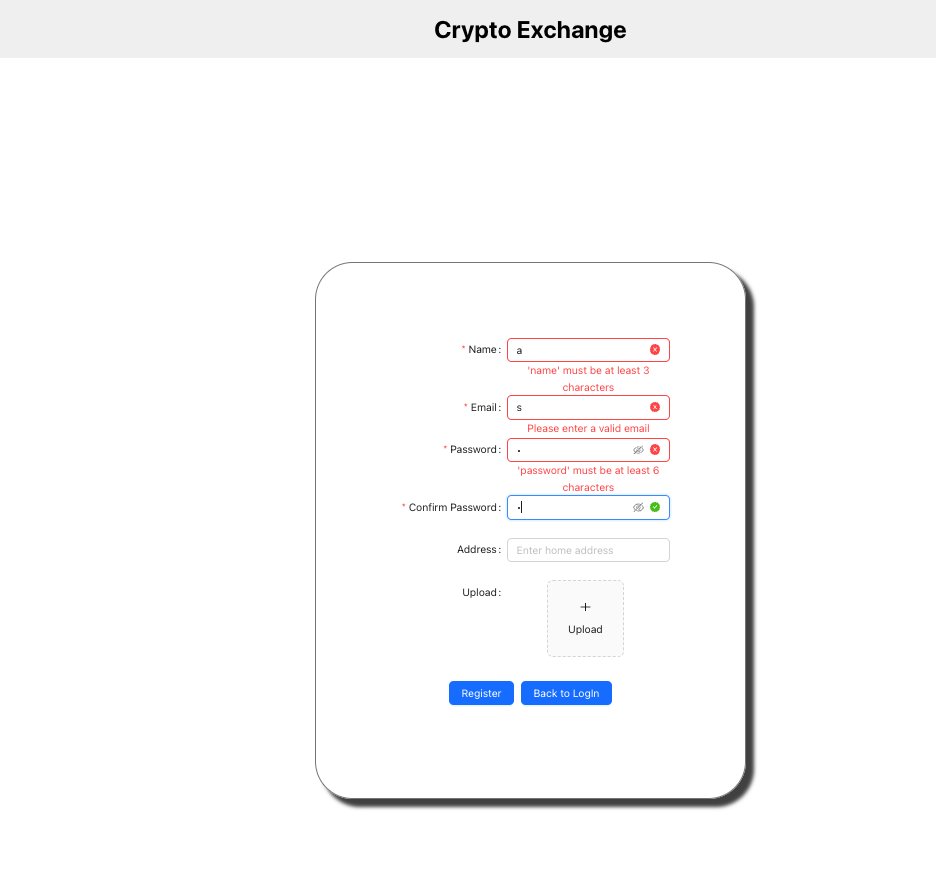 Crypto Exchange
* Name : a
'name' must be at least 3
characters
* Email : s
Please enter a valid email
* Password : •
'password' must be at least 6
characters
* Confirm Password : •
Address : Enter home address
Upload :
+
Upload
Register Back to LogIn